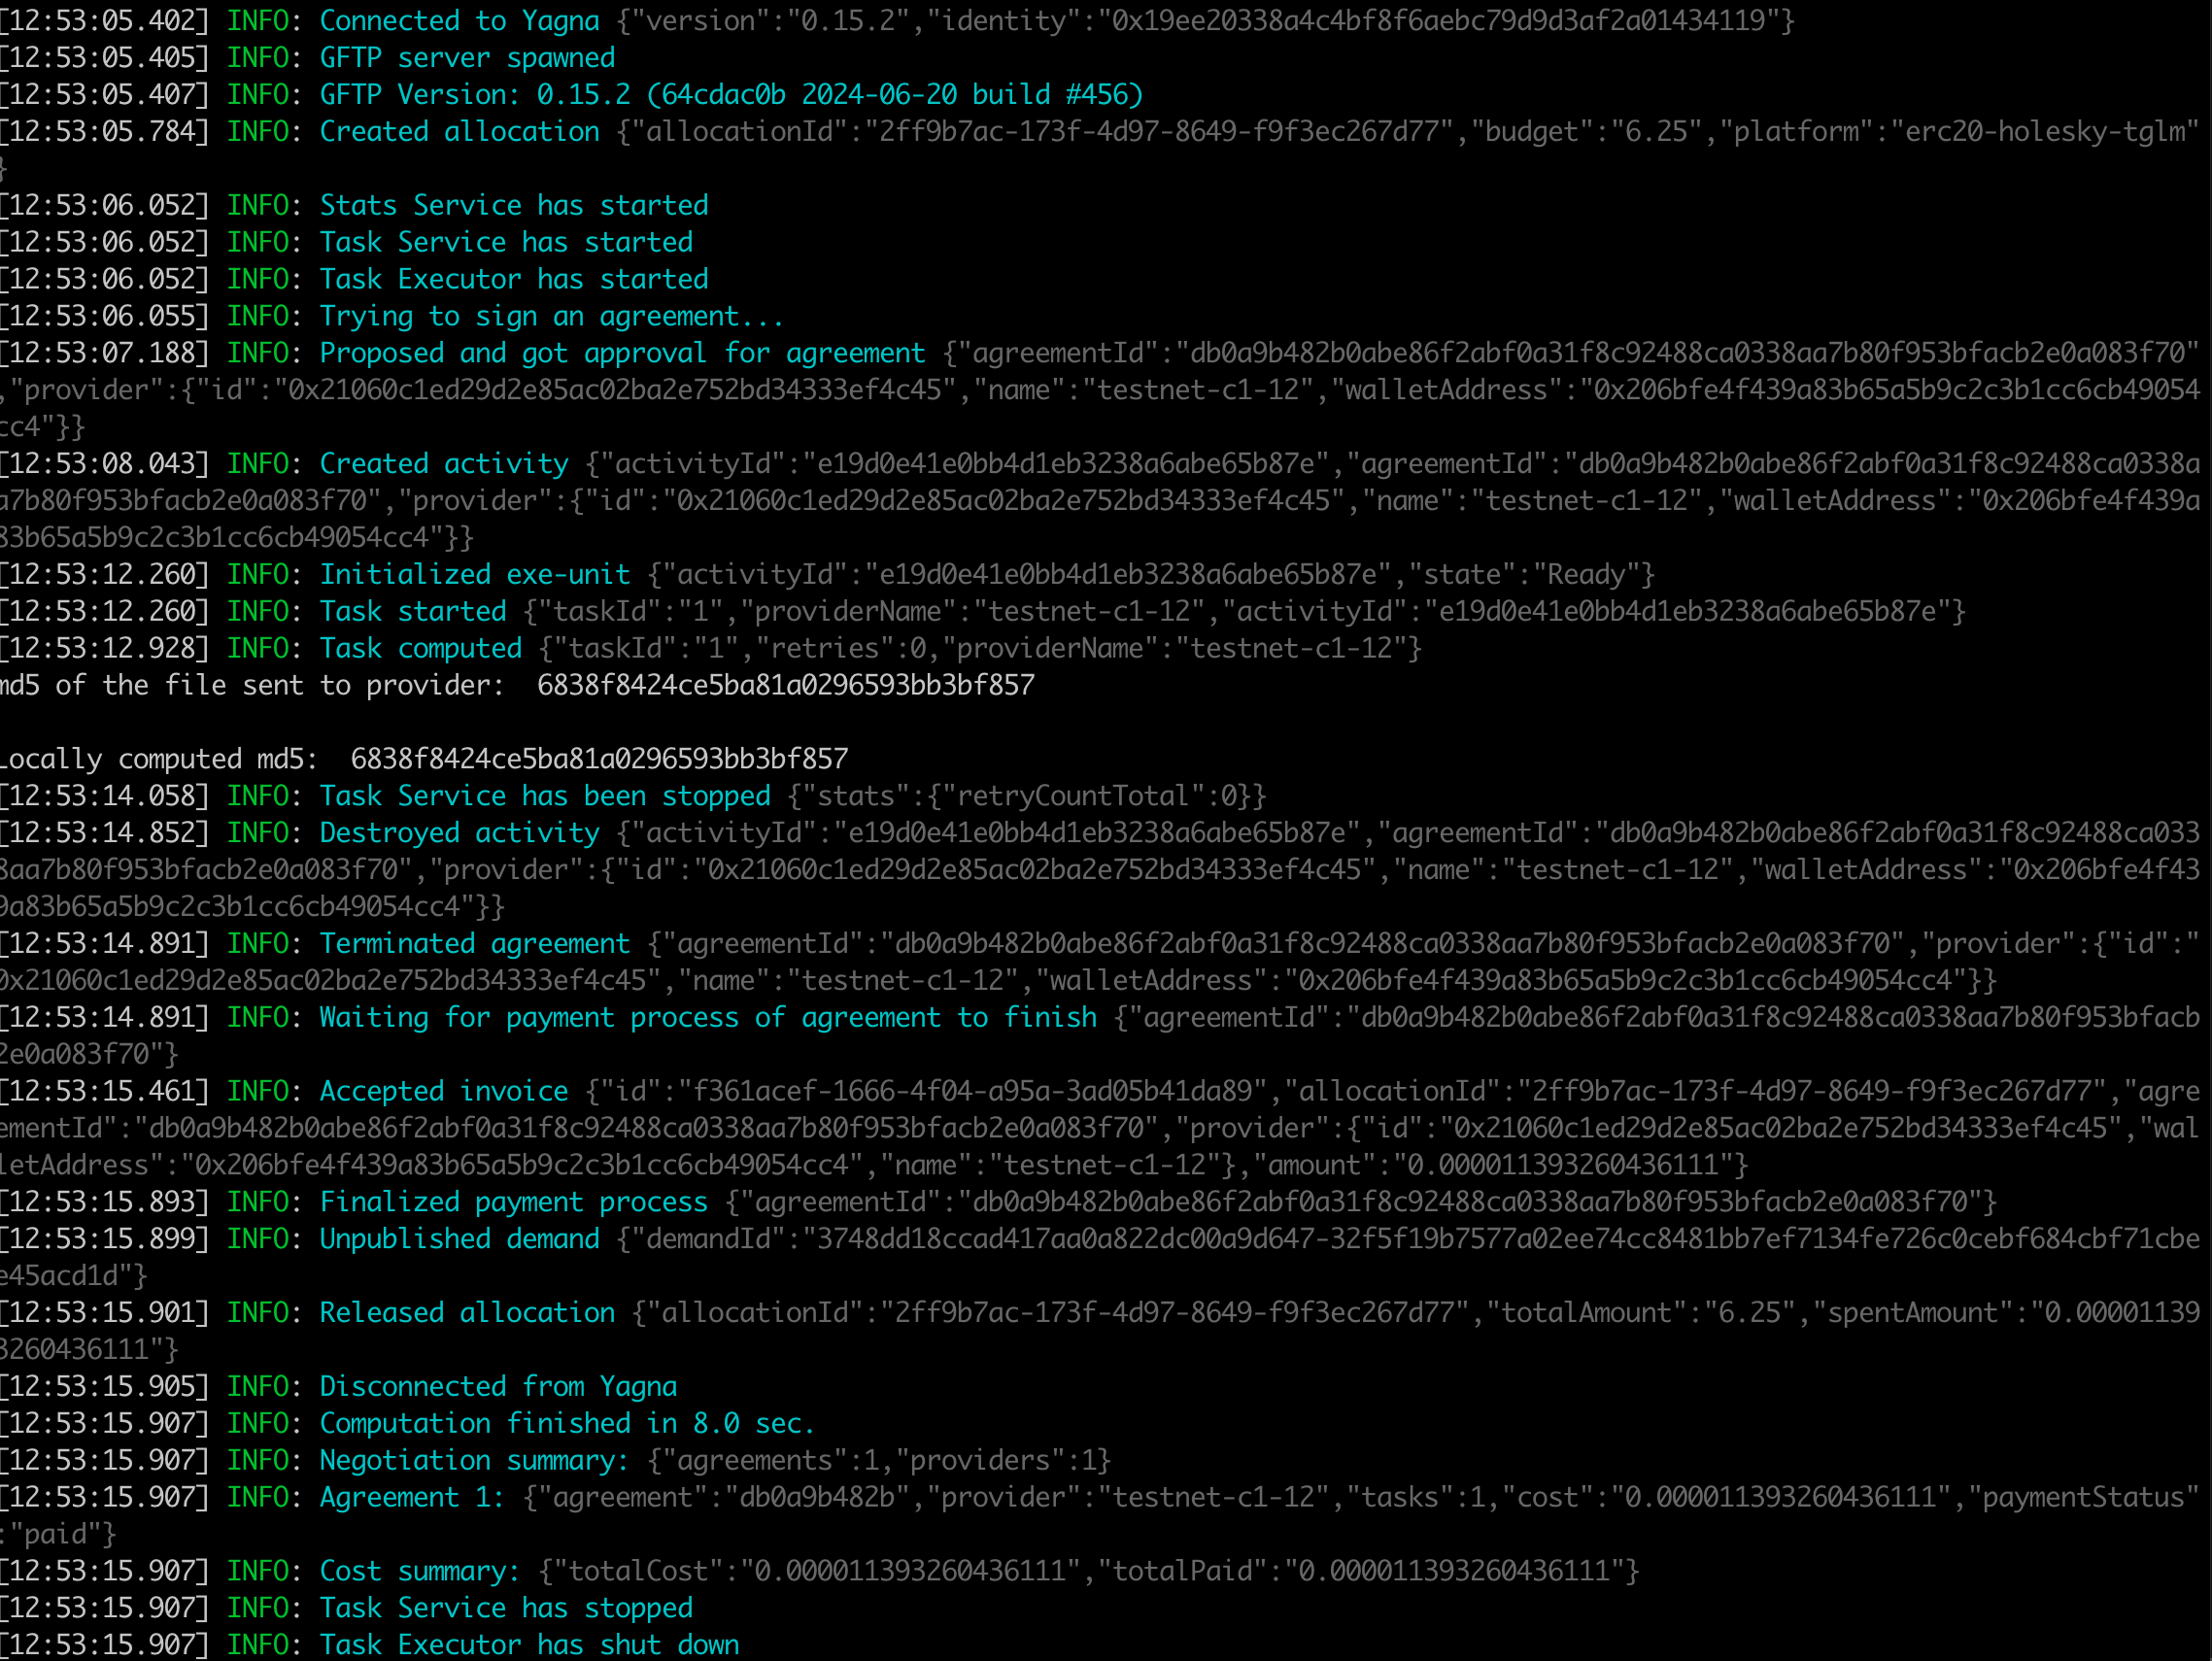 [12:53:05.402] INFO: Connected to Yagna {"version":"0.15.2","identity":"0x19ee20338a4c4bf8f6aebc79d9d3af2a01434119"}
[12:53:05.405] INFO: GFTP server spawned
[12:53:05.407] INFO: GFTP Version: 0.15.2 (64cdac0b 2024-06-20 build #456)
[12:53:05.784] INFO: Created allocation {"allocationId":"2ff9b7ac-173f-4d97-8649-f9f3ec267d77","budget":"6.25","platform":"erc20-holesky-tglm"
}
[12:53:06.052] INFO: Stats Service has started
[12:53:06.052] INFO: Task Service has started
[12:53:06.052] INFO: Task Executor has started
[12:53:06.055] INFO: Trying to sign an agreement...
[12:53:07.188] INFO: Proposed and got approval for agreement {"agreementId":"db0a9b482b0abe86f2abf0a31f8c92488ca0338aa7b80f953bfacb2e0a083f70"
,"provider":{"id":"0x21060c1ed29d2e85ac02ba2e752bd34333ef4c45","name":"testnet-c1-12","walletAddress":"0x206bfe4f439a83b65a5b9c2c3b1cc6cb49054
cc4"}}
[12:53:08.043] INFO: Created activity {"activityId":"e19d0e41e0bb4d1eb3238a6abe65b87e","agreementId":"db0a9b482b0abe86f2abf0a31f8c92488ca0338a
a7b80f953bfacb2e0a083f70","provider":{"id":"0x21060c1ed29d2e85ac02ba2e752bd34333ef4c45","name":"testnet-c1-12","walletAddress":"0x206bfe4f439a
83b65a5b9c2c3b1cc6cb49054cc4"}}
[12:53:12.260] INFO: Initialized exe-unit {"activityId":"e19d0e41e0bb4d1eb3238a6abe65b87e","state":"Ready"}
[12:53:12.260] INFO: Task started {"taskId":"1","providerName":"testnet-c1-12","activityId":"e19d0e41e0bb4d1eb3238a6abe65b87e"}
[12:53:12.928] INFO: Task computed {"taskId":"1","retries":0,"providerName":"testnet-c1-12"}
md5 of the file sent to provider:  6838f8424ce5ba81a0296593bb3bf857
Locally computed md5:  6838f8424ce5ba81a0296593bb3bf857
[12:53:14.058] INFO: Task Service has been stopped {"stats":{"retryCountTotal":0}}
[12:53:14.852] INFO: Destroyed activity {"activityId":"e19d0e41e0bb4d1eb3238a6abe65b87e","agreementId":"db0a9b482b0abe86f2abf0a31f8c92488ca033
8aa7b80f953bfacb2e0a083f70","provider":{"id":"0x21060c1ed29d2e85ac02ba2e752bd34333ef4c45","name":"testnet-c1-12","walletAddress":"0x206bfe4f43
9a83b65a5b9c2c3b1cc6cb49054cc4"}}
[12:53:14.891] INFO: Terminated agreement {"agreementId":"db0a9b482b0abe86f2abf0a31f8c92488ca0338aa7b80f953bfacb2e0a083f70","provider":{"id":"
0x21060c1ed29d2e85ac02ba2e752bd34333ef4c45","name":"testnet-c1-12","walletAddress":"0x206bfe4f439a83b65a5b9c2c3b1cc6cb49054cc4"}}
[12:53:14.891] INFO: Waiting for payment process of agreement to finish {"agreementId":"db0a9b482b0abe86f2abf0a31f8c92488ca0338aa7b80f953bfacb
2e0a083f70"}
[12:53:15.461] INFO: Accepted invoice {"id":"f361acef-1666-4f04-a95a-3ad05b41da89","allocationId":"2ff9b7ac-173f-4d97-8649-f9f3ec267d77","agre
ementId":"db0a9b482b0abe86f2abf0a31f8c92488ca0338aa7b80f953bfacb2e0a083f70","provider":{"id":"0x21060c1ed29d2e85ac02ba2e752bd34333ef4c45","wal
letAddress":"0x206bfe4f439a83b65a5b9c2c3b1cc6cb49054cc4","name":"testnet-c1-12"},"amount":"0.000011393260436111"}
[12:53:15.893] INFO: Finalized payment process {"agreementId":"db0a9b482b0abe86f2abf0a31f8c92488ca0338aa7b80f953bfacb2e0a083f70"}
[12:53:15.899] INFO: Unpublished demand {"demandId":"3748dd18ccad417aa0a822dc00a9d647-32f5f19b7577a02ee74cc8481bb7ef7134fe726c0cebf684cbf71cbe
e45acd1d"}
[12:53:15.901] INFO: Released allocation {"allocationId":"2ff9b7ac-173f-4d97-8649-f9f3ec267d77","totalAmount":"6.25","spentAmount":"0.00001139
3260436111"}
[12:53:15.905] INFO: Disconnected from Yagna
[12:53:15.907] INFO: Computation finished in 8.0 sec.
[12:53:15.907] INFO: Negotiation summary: {"agreements":1,"providers":1}
[12:53:15.907] INFO: Agreement 1: {"agreement":"db0a9b482b","provider":"testnet-c1-12","tasks":1,"cost":"0.000011393260436111","paymentStatus"
:"paid"}
[12:53:15.907] INFO: Cost summary: {"totalCost":"0.000011393260436111","totalPaid":"0.000011393260436111"}
[12:53:15.907] INFO: Task Service has stopped
[12:53:15.907] INFO: Task Executor has shut down